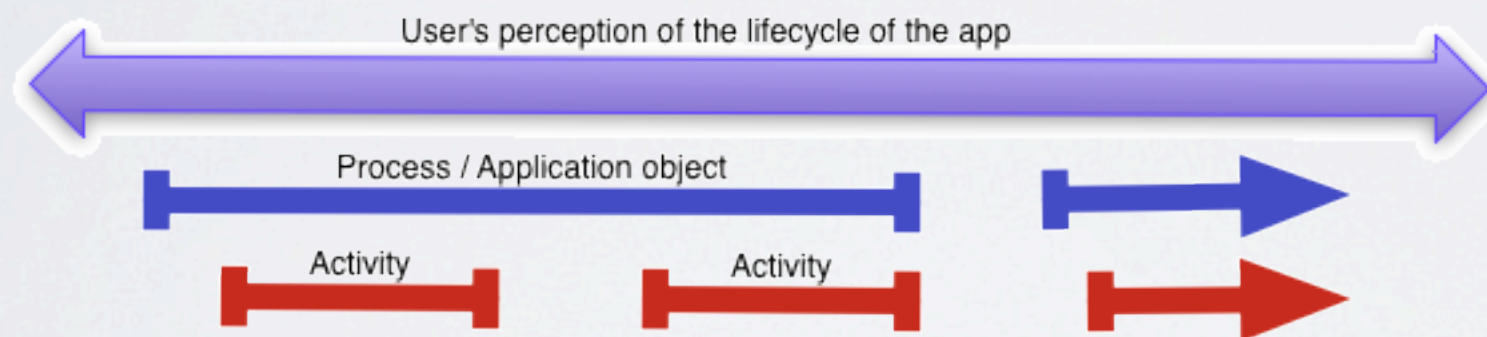 User's perception of the lifecycle of the app
Process / Application object
Activity
Activity